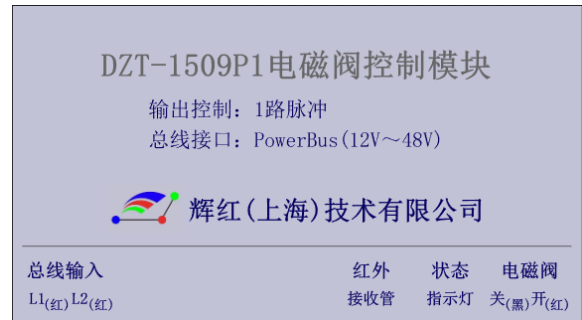 DZT-1509P1电磁阀控制模块
输出控制：1路脉冲
总线接口：PowerBus(12V～48V)
辉红(上海)技术有限公司
总线输入 红外 状态 电磁阀
L1(红)L2(红) 接收管 指示灯 关(黑)开(红)